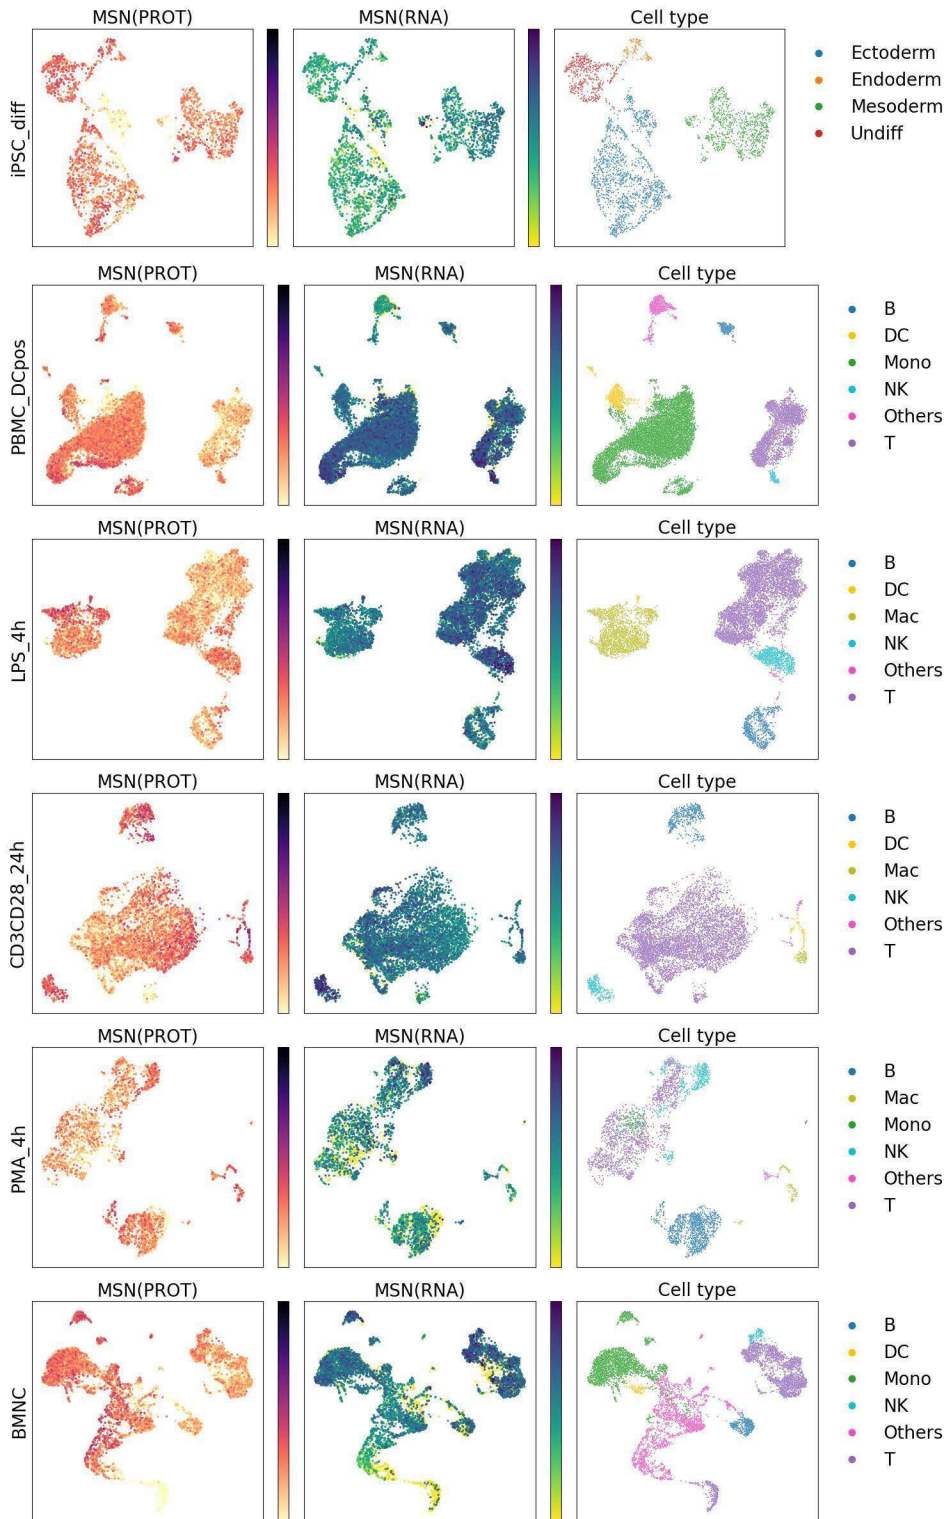 MSN(PROT) MSN(RNA) Cell type
iPSC_diff
Ectoderm
Endoderm
Mesoderm
Undiff
MSN(PROT) MSN(RNA) Cell type
PBMC_DCpos
B
DC
Mono
NK
Others
T
MSN(PROT) MSN(RNA) Cell type
LPS_4h
B
DC
Mac
NK
Others
T
MSN(PROT) MSN(RNA) Cell type
CD3CD28_24h
B
DC
Mac
NK
Others
T
MSN(PROT) MSN(RNA) Cell type
PMA_4h
B
Mac
Mono
NK
Others
T
MSN(PROT) MSN(RNA) Cell type
BMNC
B
DC
Mono
NK
Others
T